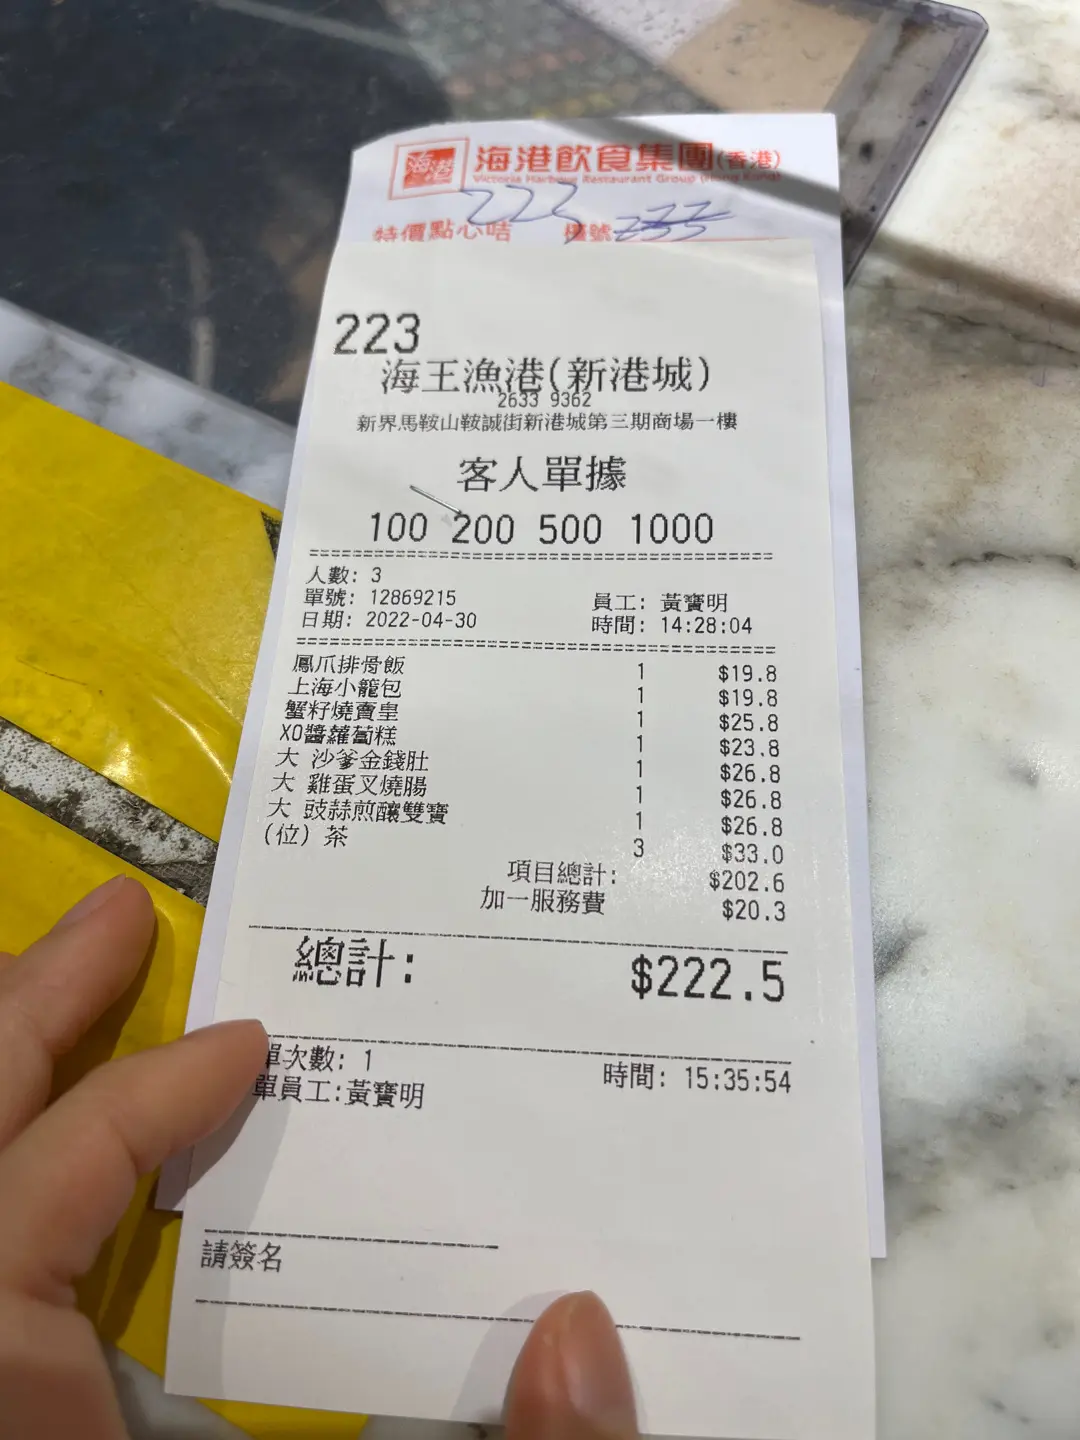 海港 海港飲食集團(香港)
Victoria Harbour Restaurant Group (Hong Kong)
223
特價點心咭 檯號
223
海王漁港(新港城)
2633 9362
新界馬鞍山鞍誠街新港城第三期商場一樓
客人單據
100 200 500 1000
人數: 3
單號: 12869215 員工: 黃寶明
日期: 2022-04-30 時間: 14:28:04
鳳爪排骨飯 1 $19.8
上海小籠包 1 $19.8
蟹籽燒賣皇 1 $25.8
XO醬蘿蔔糕 1 $23.8
大 沙爹金錢肚 1 $26.8
大 雞蛋叉燒腸 1 $26.8
大 豉蒜煎釀雙寶 1 $26.8
(位) 茶 3 $33.0
項目總計: $202.6
加一服務費 $20.3
總計: $222.5
單次數: 1 時間: 15:35:54
單員工:黃寶明
請簽名